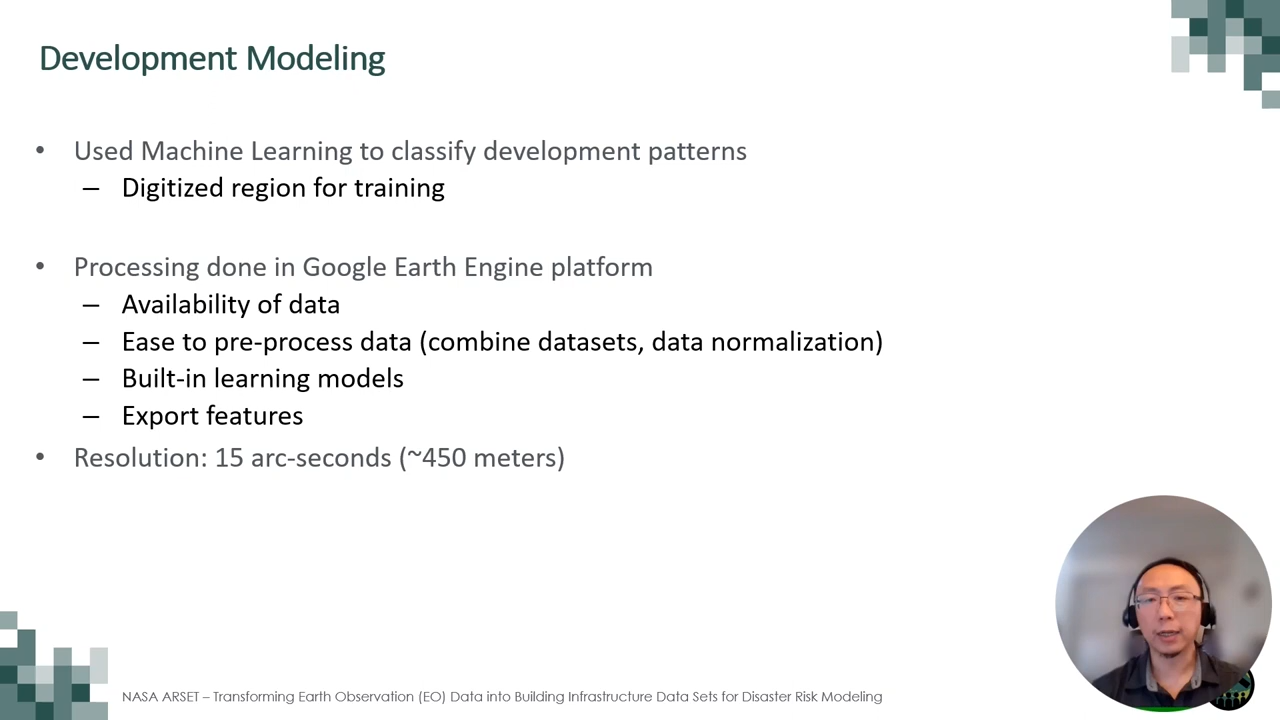 Development Modeling
• Used Machine Learning to classify development patterns
– Digitized region for training
• Processing done in Google Earth Engine platform
– Availability of data
– Ease to pre-process data (combine datasets, data normalization)
– Built-in learning models
– Export features
• Resolution: 15 arc-seconds (~450 meters)
NASA ARSET – Transforming Earth Observation (EO) Data into Building Infrastructure Data Sets for Disaster Risk Modeling